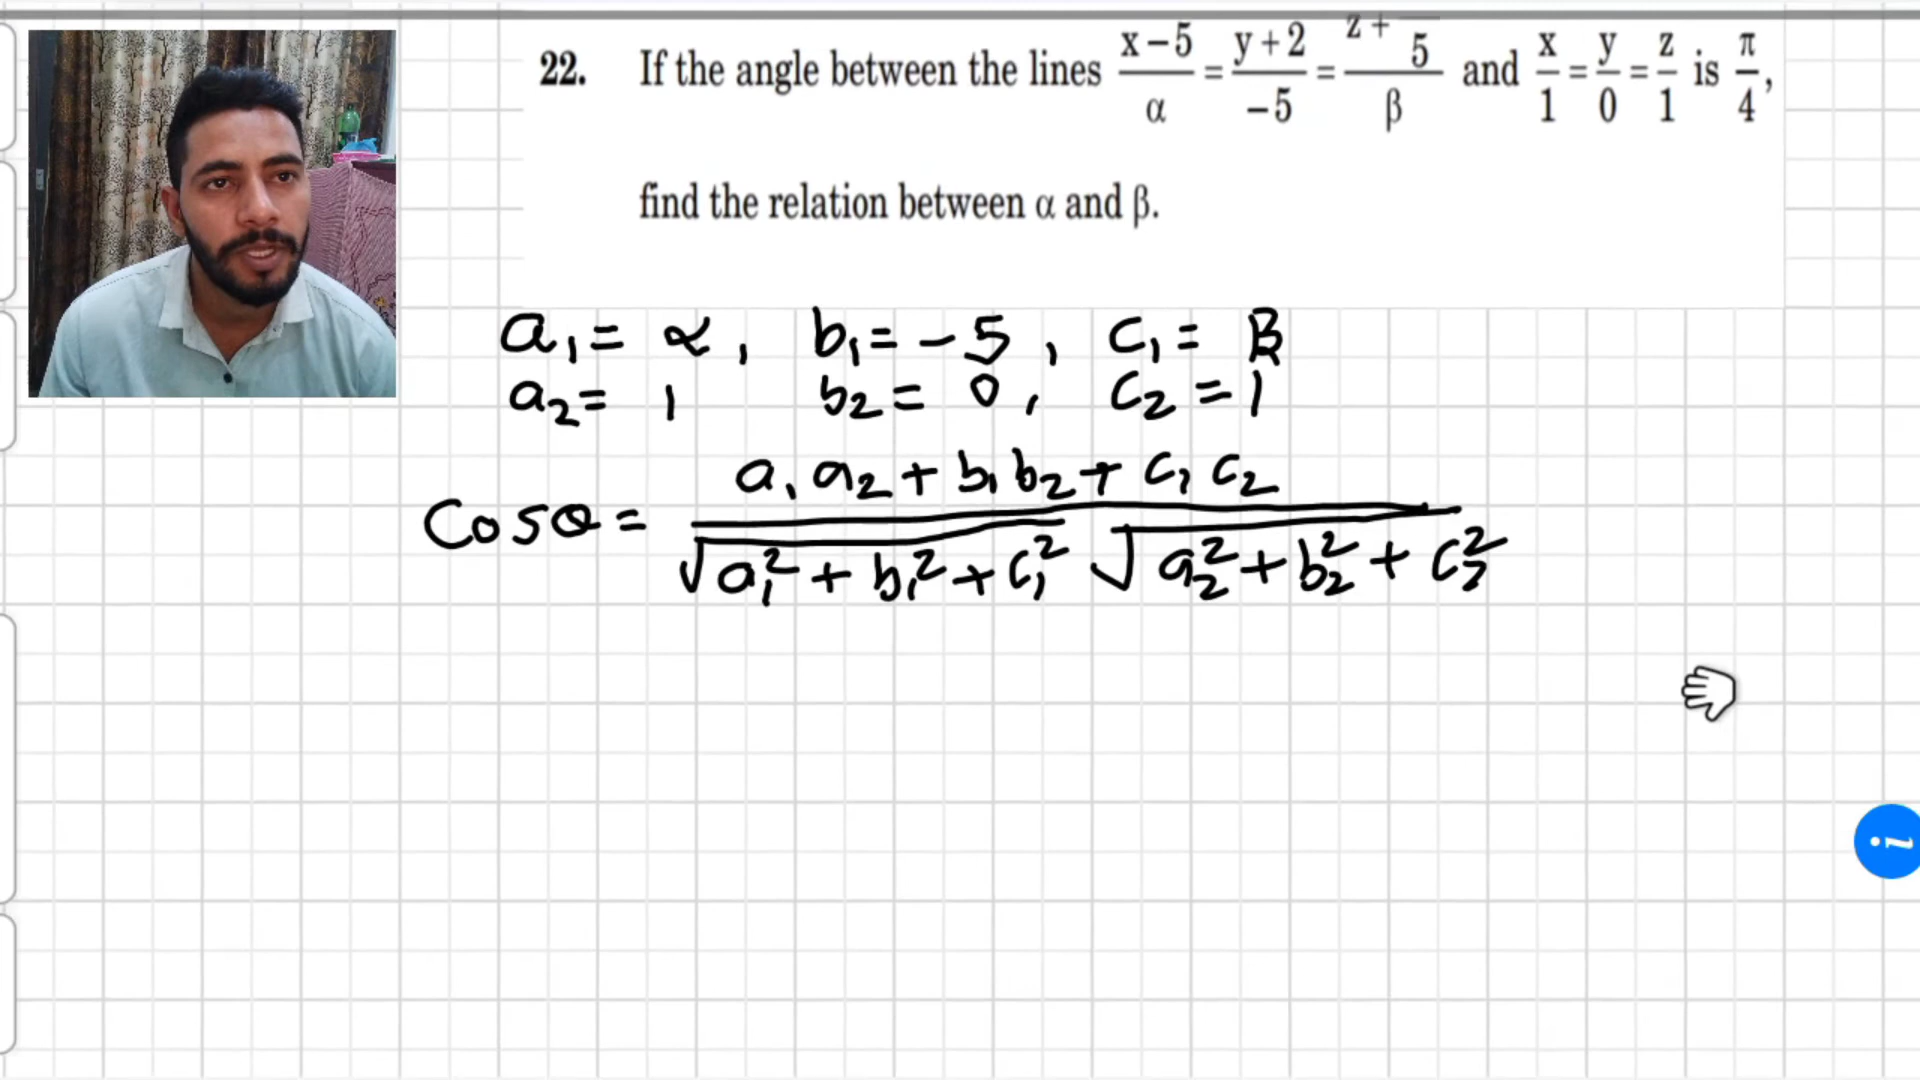 22. If the angle between the lines (x−5)/α = (y+2)/−5 = (z+ 5)/β and x/1 = y/0 = z/1 is π/4,
find the relation between α and β.
a₁= α, b₁= −5, c₁= β
a₂= 1 b₂= 0, c₂ = 1
Cosθ = (a₁a₂ + b₁b₂ + c₁c₂)/(√(a₁² + b₁² + c₁²) √(a₂² + b₂² + c₂²))
i